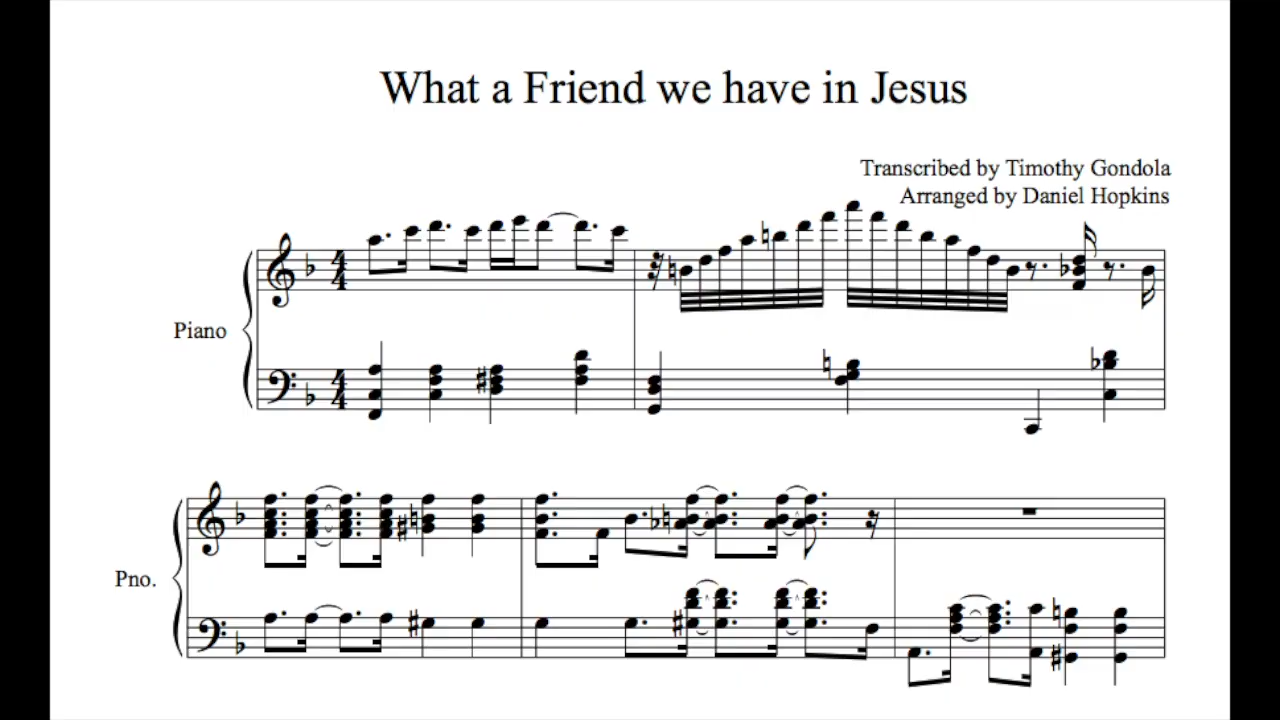 What a Friend we have in Jesus
Transcribed by Timothy Gondola
Arranged by Daniel Hopkins
Piano
Pno.